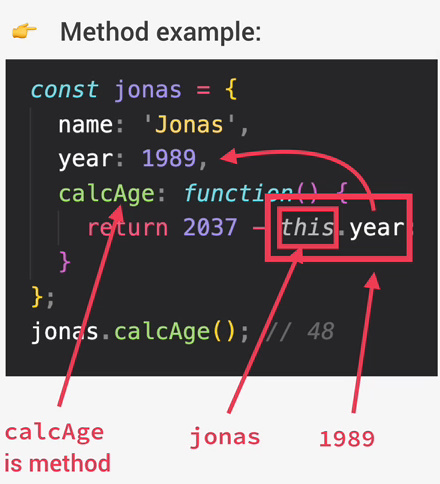 👉 Method example:
const jonas = {
name: 'Jonas',
year: 1989,
calcAge: function() {
return 2037 - this.year;
}
};
jonas.calcAge(); // 48
calcAge
is method
jonas
1989